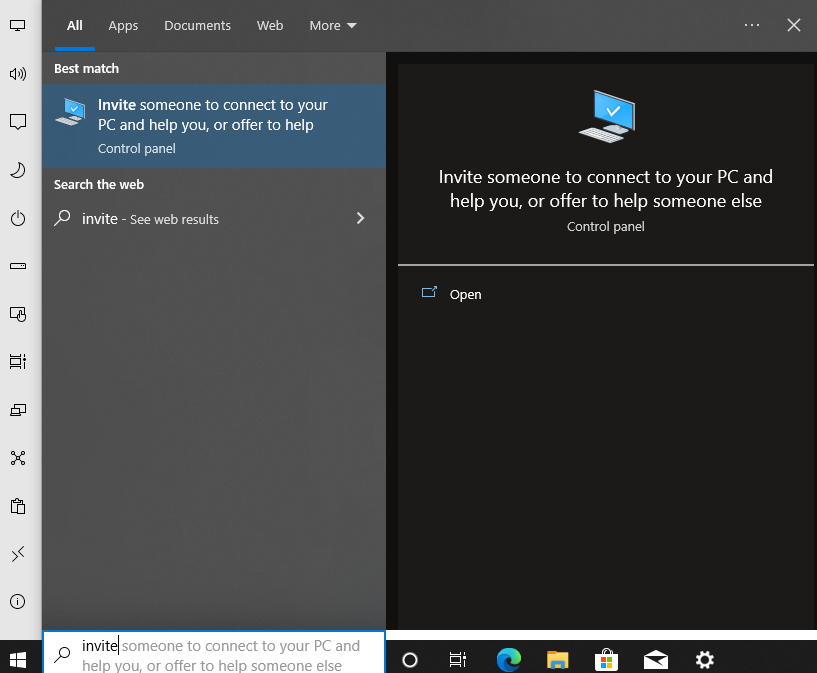 All Apps Documents Web More
Best match
Invite someone to connect to your
PC and help you, or offer to help
Control panel
Search the web
invite - See web results
Invite someone to connect to your PC and
help you, or offer to help someone else
Control panel
Open
invite someone to connect to your PC and
help you, or offer to help someone else